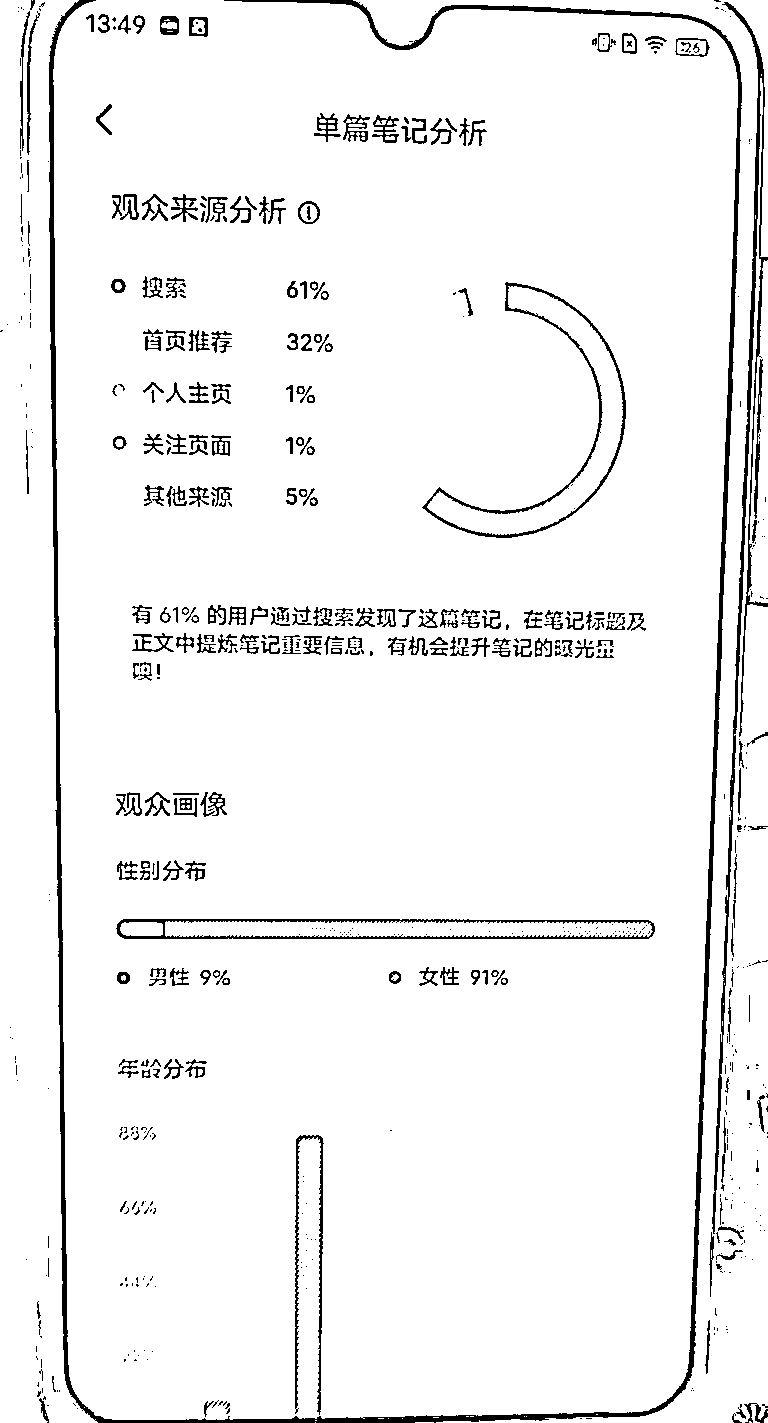 13:49
26
单篇笔记分析
观众来源分析
搜索 61%
首页推荐 32%
个人主页 1%
关注页面 1%
其他来源 5%
有 61% 的用户通过搜索发现了这篇笔记，在笔记标题及
正文中提炼笔记重要信息，有机会提升笔记的曝光量
噢！
观众画像
性别分布
男性 9% 女性 91%
年龄分布
88%
66%
44%